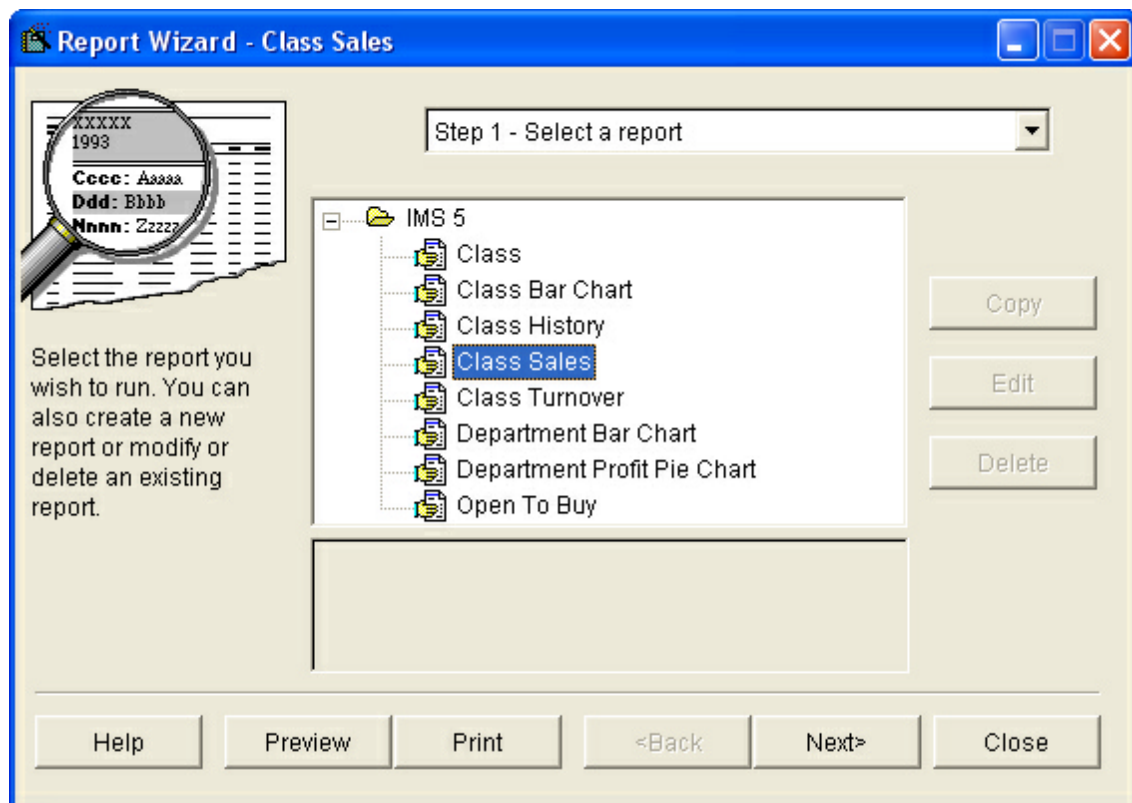 Report Wizard - Class Sales
XXXXX
1993
Cccc: Aaaaa
Ddd: Bbbb
Nnnn: Zzzzz
Step 1 - Select a report
IMS 5
Class
Class Bar Chart
Class History
Class Sales
Class Turnover
Department Bar Chart
Department Profit Pie Chart
Open To Buy
Select the report you
wish to run. You can
also create a new
report or modify or
delete an existing
report.
Copy
Edit
Delete
Help
Preview
Print
<Back
Next>
Close